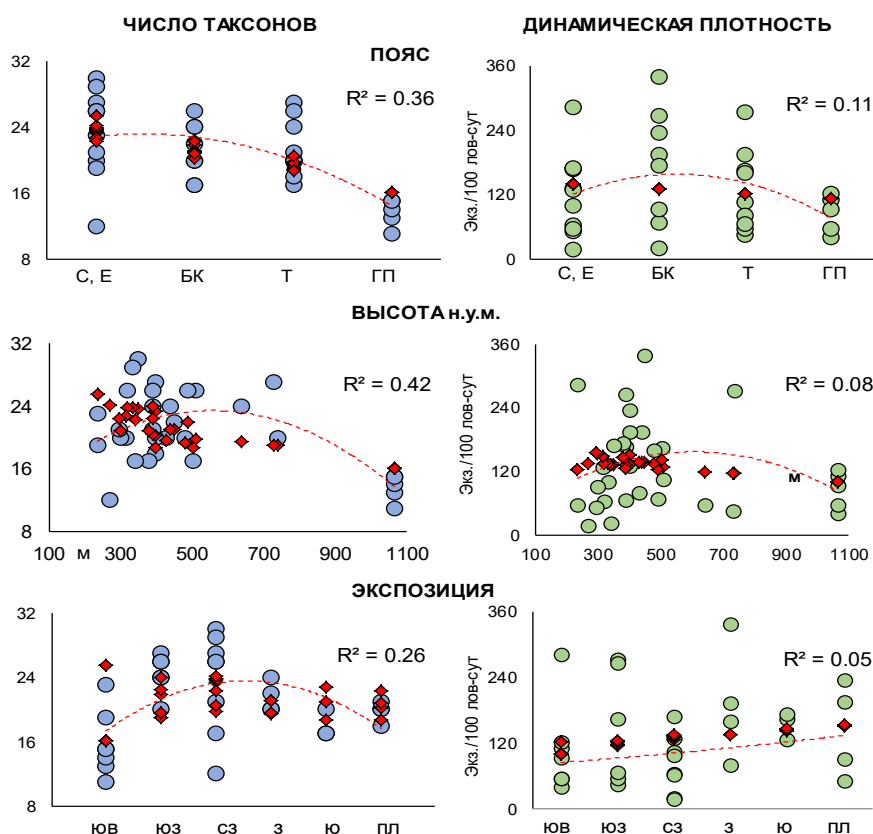 ЧИСЛО ТАКСОНОВ
ДИНАМИЧЕСКАЯ ПЛОТНОСТЬ
ПОЯС
32
24
16
8
R² = 0.36
С, Е БК Т ГП
Экз./100 лов-сут
360
240
120
0
R² = 0.11
С, Е БК Т ГП
ВЫСОТА н.у.м.
32
24
16
8
R² = 0.42
100 м 300 500 700 900 1100
Экз./100 лов-сут
360
240
120
0
R² = 0.08
м
100 300 500 700 900 1100
ЭКСПОЗИЦИЯ
32
24
16
8
R² = 0.26
ЮВ ЮЗ СЗ З Ю ПЛ
Экз./100 лов-сут
360
240
120
0
R² = 0.05
ЮВ ЮЗ СЗ З Ю ПЛ